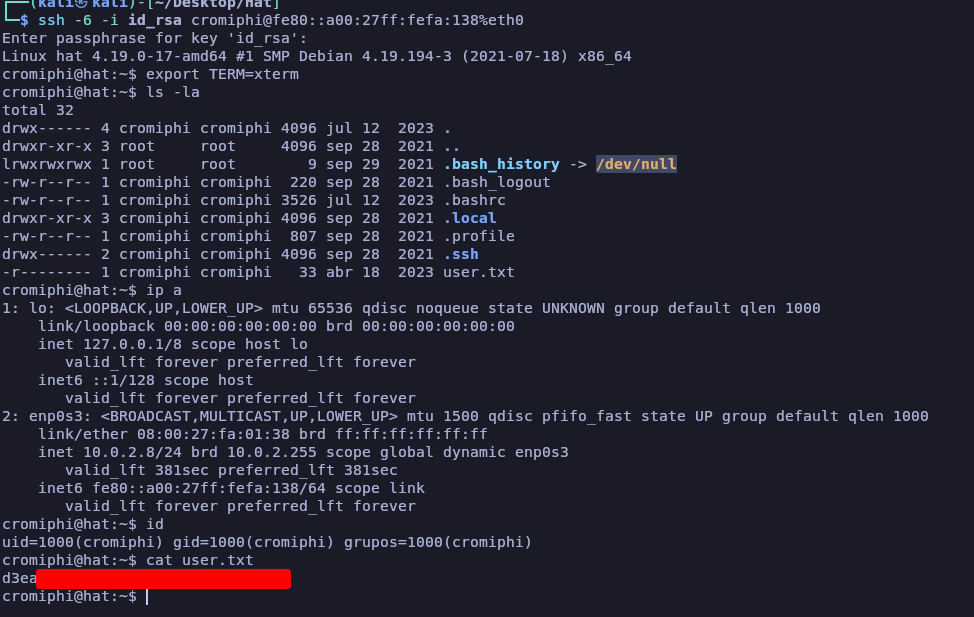 (kali㉿kali)-[~/Desktop/Hat]
$ ssh -6 -i id_rsa cromiphi@fe80::a00:27ff:fefa:138%eth0
Enter passphrase for key 'id_rsa':
Linux hat 4.19.0-17-amd64 #1 SMP Debian 4.19.194-3 (2021-07-18) x86_64
cromiphi@hat:~$ export TERM=xterm
cromiphi@hat:~$ ls -la
total 32
drwx------ 4 cromiphi cromiphi 4096 jul 12  2023 .
drwxr-xr-x 3 root     root     4096 sep 28  2021 ..
lrwxrwxrwx 1 root     root        9 sep 29  2021 .bash_history -> /dev/null
-rw-r--r-- 1 cromiphi cromiphi  220 sep 28  2021 .bash_logout
-rw-r--r-- 1 cromiphi cromiphi 3526 jul 12  2023 .bashrc
drwxr-xr-x 3 cromiphi cromiphi 4096 sep 28  2021 .local
-rw-r--r-- 1 cromiphi cromiphi  807 sep 28  2021 .profile
drwx------ 2 cromiphi cromiphi 4096 sep 28  2021 .ssh
-r-------- 1 cromiphi cromiphi   33 abr 18  2023 user.txt
cromiphi@hat:~$ ip a
1: lo: <LOOPBACK,UP,LOWER_UP> mtu 65536 qdisc noqueue state UNKNOWN group default qlen 1000
    link/loopback 00:00:00:00:00:00 brd 00:00:00:00:00:00
    inet 127.0.0.1/8 scope host lo
       valid_lft forever preferred_lft forever
    inet6 ::1/128 scope host
       valid_lft forever preferred_lft forever
2: enp0s3: <BROADCAST,MULTICAST,UP,LOWER_UP> mtu 1500 qdisc pfifo_fast state UP group default qlen 1000
    link/ether 08:00:27:fa:01:38 brd ff:ff:ff:ff:ff:ff
    inet 10.0.2.8/24 brd 10.0.2.255 scope global dynamic enp0s3
       valid_lft 381sec preferred_lft 381sec
    inet6 fe80::a00:27ff:fefa:138/64 scope link
       valid_lft forever preferred_lft forever
cromiphi@hat:~$ id
uid=1000(cromiphi) gid=1000(cromiphi) grupos=1000(cromiphi)
cromiphi@hat:~$ cat user.txt
d3ea
cromiphi@hat:~$